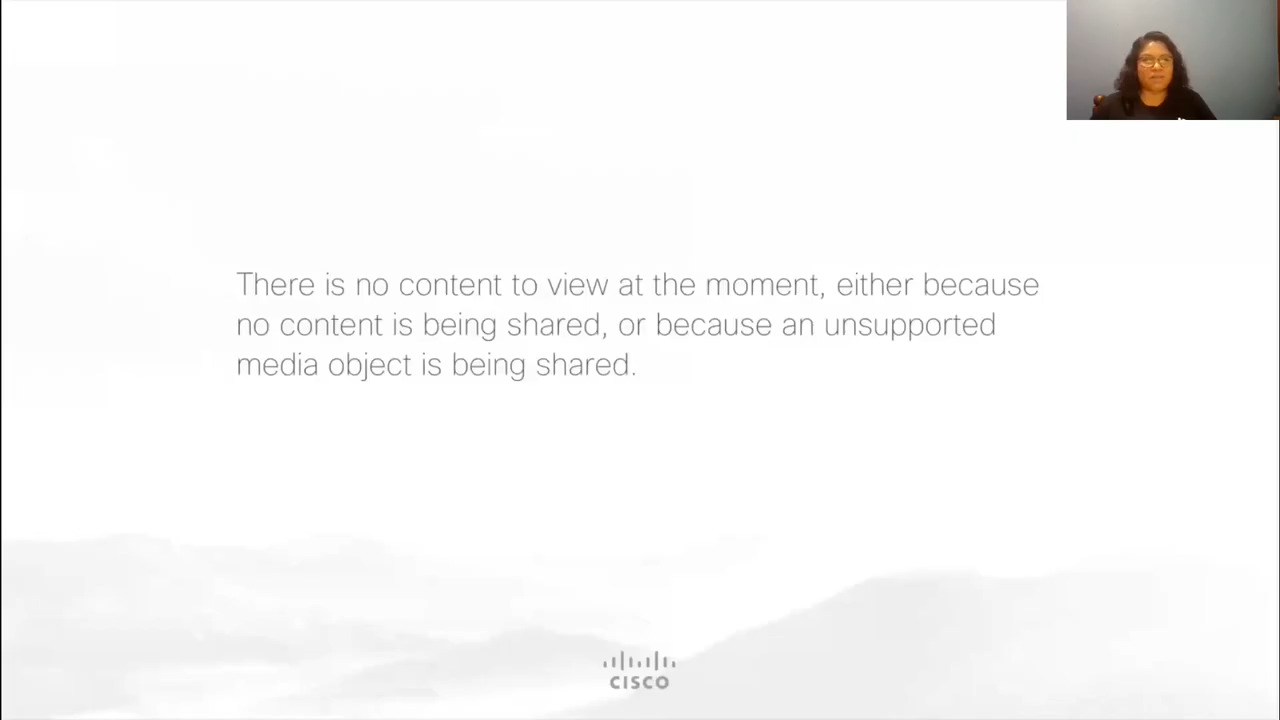 There is no content to view at the moment, either because
no content is being shared, or because an unsupported
media object is being shared.
CISCO